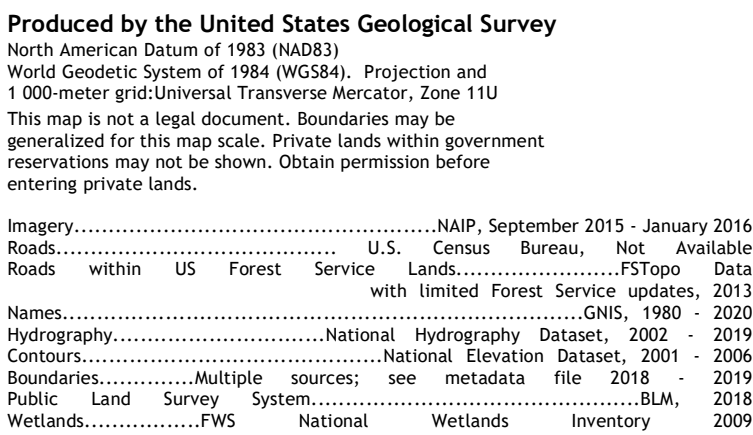 Produced by the United States Geological Survey
North American Datum of 1983 (NAD83)
World Geodetic System of 1984 (WGS84). Projection and
1 000-meter grid:Universal Transverse Mercator, Zone 11U
This map is not a legal document. Boundaries may be
generalized for this map scale. Private lands within government
reservations may not be shown. Obtain permission before
entering private lands.
Imagery.....................................................NAIP, September 2015 - January 2016
Roads......................................... U.S. Census Bureau, Not Available
Roads within US Forest Service Lands........................FSTopo Data
with limited Forest Service updates, 2013
Names............................................................................GNIS, 1980 - 2020
Hydrography...............................National Hydrography Dataset, 2002 - 2019
Contours............................................National Elevation Dataset, 2001 - 2006
Boundaries..............Multiple sources; see metadata file 2018 - 2019
Public Land Survey System................................................BLM, 2018
Wetlands.................FWS National Wetlands Inventory 2009